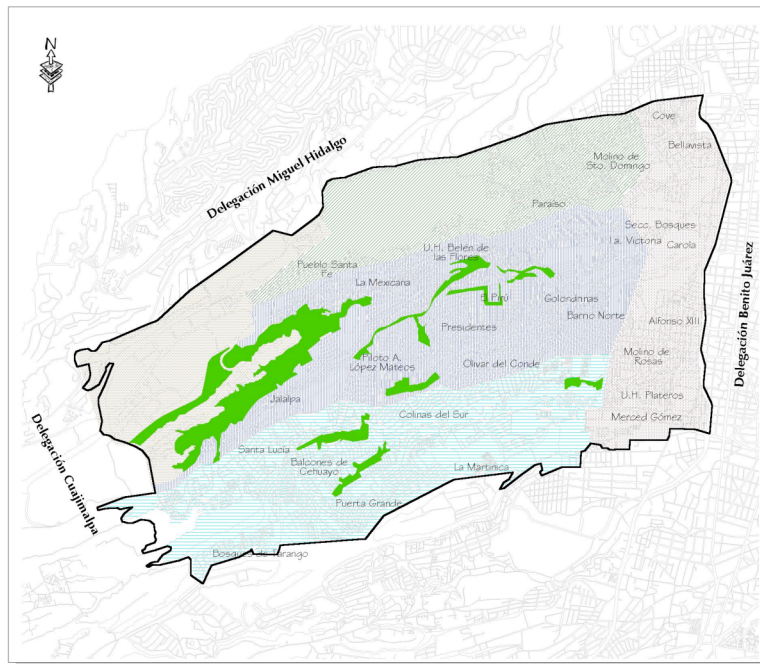 N
Cove
Bellavista
Delegación Miguel Hidalgo
Molino de
Sto. Domingo
Paraiso
Secc. Bosques
1a. Victoria
Carola
U.H. Belén de
las Flores
Pueblo Santa
Fe
La Mexicana
El Pirú
Golondrinas
Barrio Norte
Alfonso XIII
Presidentes
Delegación Benito Juárez
Piloto A.
López Mateos
Olivar del Conde
Molino de
Rosas
Jalalpa
U.H. Plateros
Colinas del Sur
Merced Gómez
Delegación Cuajimalpa
Santa Lucía
Balcones de
Cehuayo
La Martinica
Puerta Grande
Bosques de Tarango